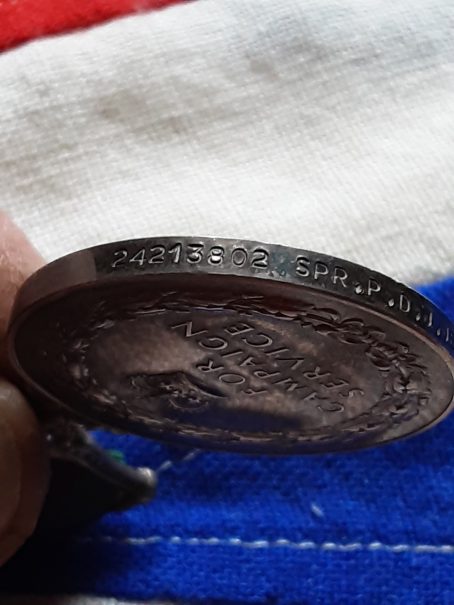 24213802 SPR. P. D. J.
FOR
CAMPAIGN
SERVICE